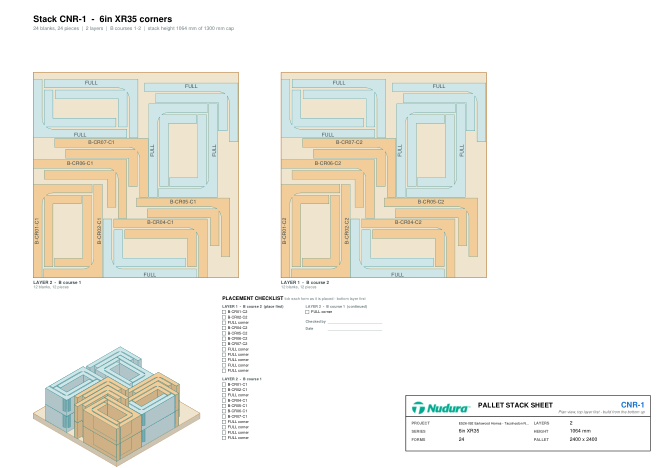 Stack CNR-1 - 6in XR35 corners
24 blanks, 24 pieces | 2 layers | B courses 1-2 | stack height 1064 mm of 1300 mm cap
FULL
FULL
B-CR07-C1
B-CR06-C1
FULL
FULL
FULL
B-CR05-C1
B-CR04-C1
B-CR01-C1
B-CR02-C1
FULL
FULL
FULL
B-CR07-C2
B-CR06-C2
FULL
FULL
FULL
B-CR05-C2
B-CR04-C2
B-CR01-C2
B-CR02-C2
FULL
LAYER 2 - B course 1
12 blanks, 12 pieces
LAYER 1 - B course 2
12 blanks, 12 pieces
PLACEMENT CHECKLIST
LAYER 1 - B course 2 (place first)
B-CR01-C2
B-CR02-C2
FULL corner
B-CR04-C2
B-CR05-C2
B-CR06-C2
B-CR07-C2
FULL corner
FULL corner
FULL corner
FULL corner
FULL corner
LAYER 2 - B course 1
B-CR01-C1
B-CR02-C1
FULL corner
B-CR04-C1
B-CR05-C1
B-CR06-C1
B-CR07-C1
FULL corner
FULL corner
FULL corner
FULL corner
LAYER 2 - B course 1 (continued)
FULL corner
Checked by
Date
Nudura
PALLET STACK SHEET
CNR-1
PROJECT
LAYERS 2
SERIES 6in XR35
HEIGHT 1064 mm
FORMS 24
PALLET 2400 x 2400